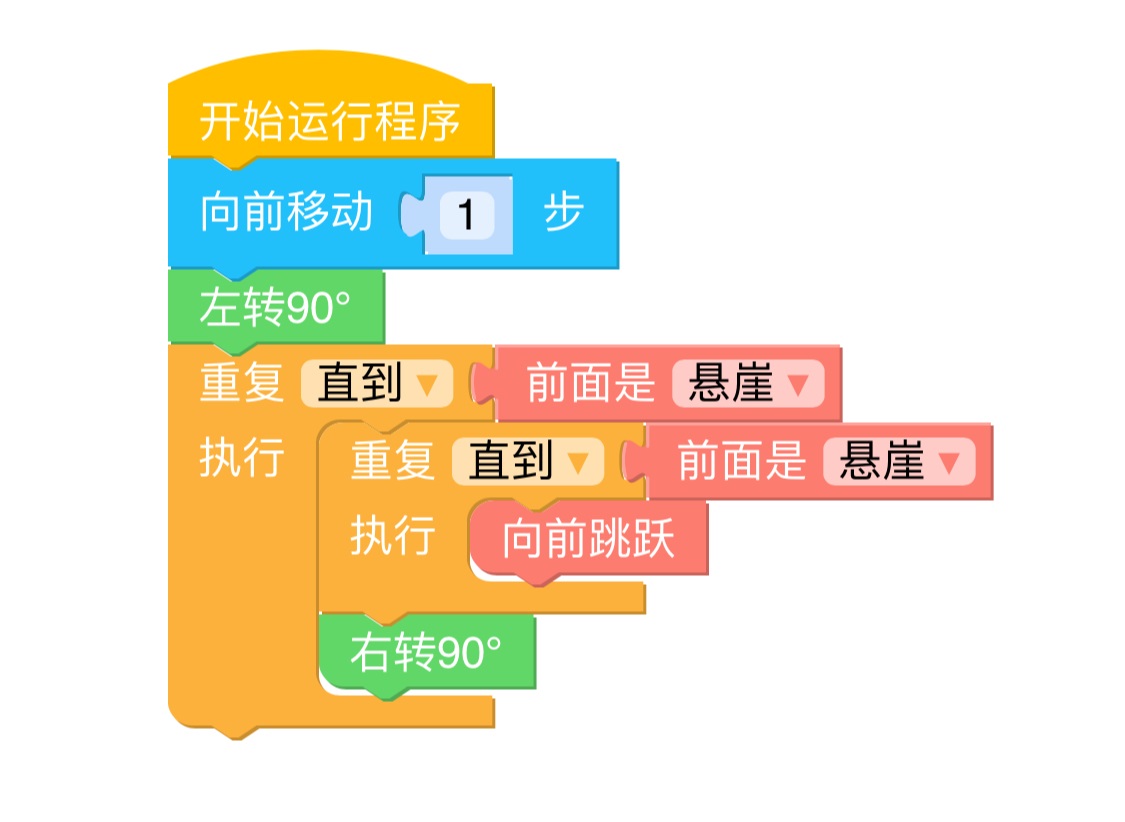 开始运行程序
向前移动 1 步
左转90°
重复 直到 前面是 悬崖
执行 重复 直到 前面是 悬崖
执行 向前跳跃
右转90°